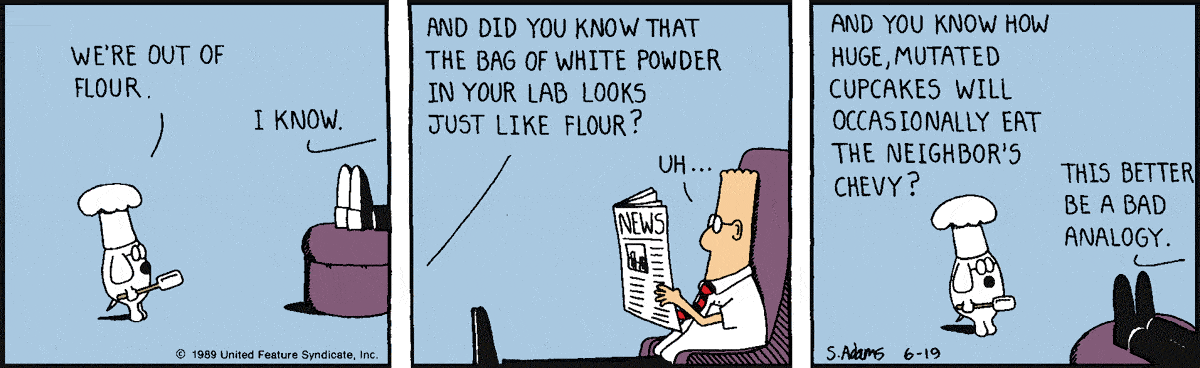 WE'RE OUT OF
FLOUR.
I KNOW.
© 1989 United Feature Syndicate, Inc.
AND DID YOU KNOW THAT
THE BAG OF WHITE POWDER
IN YOUR LAB LOOKS
JUST LIKE FLOUR?
UH...
NEWS
AND YOU KNOW HOW
HUGE, MUTATED
CUPCAKES WILL
OCCASIONALLY EAT
THE NEIGHBOR'S
CHEVY?
THIS BETTER
BE A BAD
ANALOGY.
S. Adams 6-19